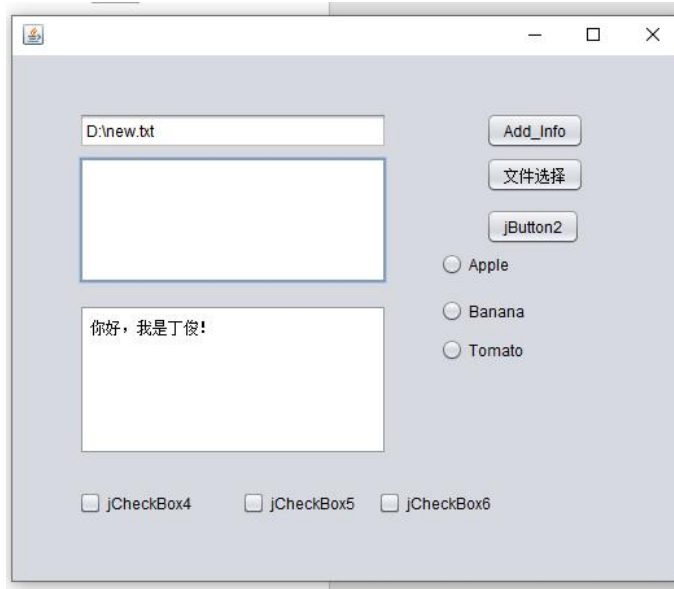 D:\new.txt
Add_Info
文件选择
jButton2
Apple
你好，我是丁俊!
Banana
Tomato
jCheckBox4 jCheckBox5 jCheckBox6